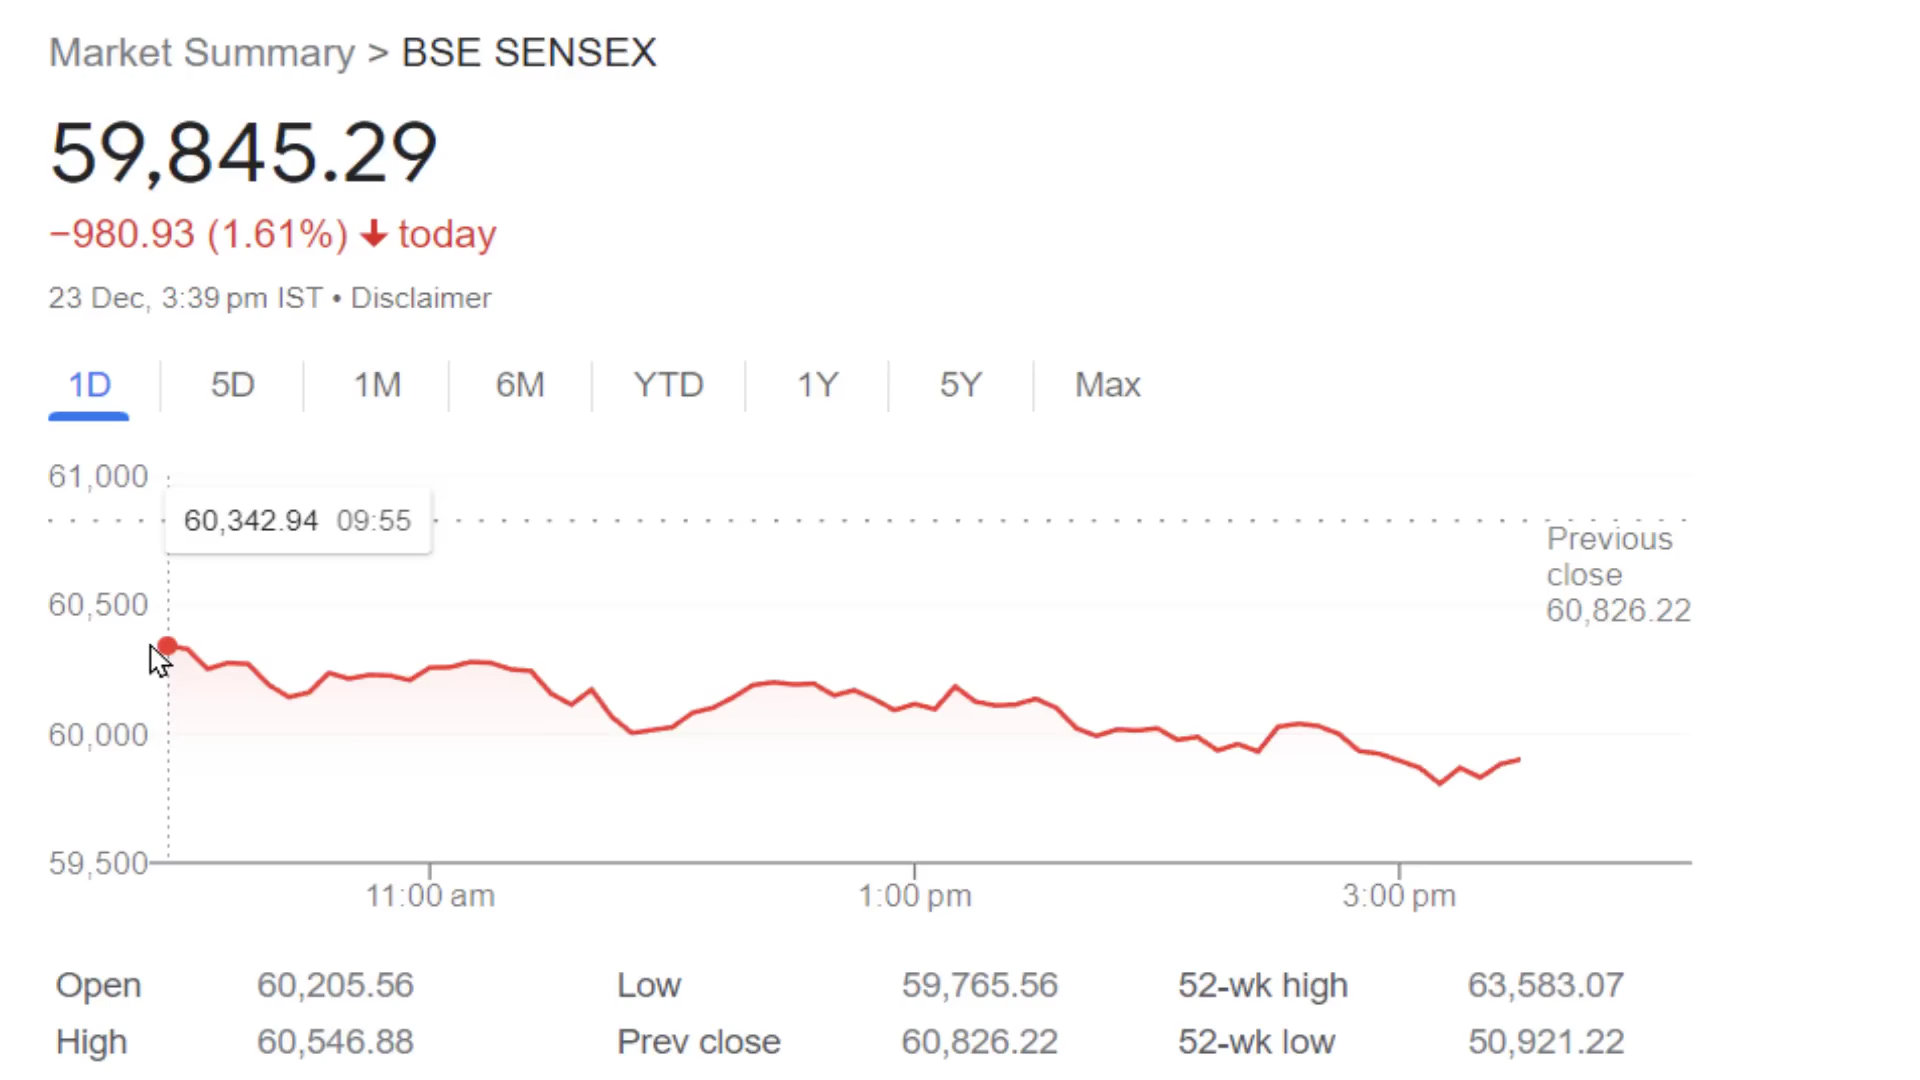 Market Summary > BSE SENSEX
59,845.29
−980.93 (1.61%) ↓ today
23 Dec, 3:39 pm IST • Disclaimer
1D 5D 1M 6M YTD 1Y 5Y Max
61,000
60,342.94 09:55
Previous
close
60,826.22
60,500
60,000
59,500
11:00 am 1:00 pm 3:00 pm
Open 60,205.56 Low 59,765.56 52-wk high 63,583.07
High 60,546.88 Prev close 60,826.22 52-wk low 50,921.22